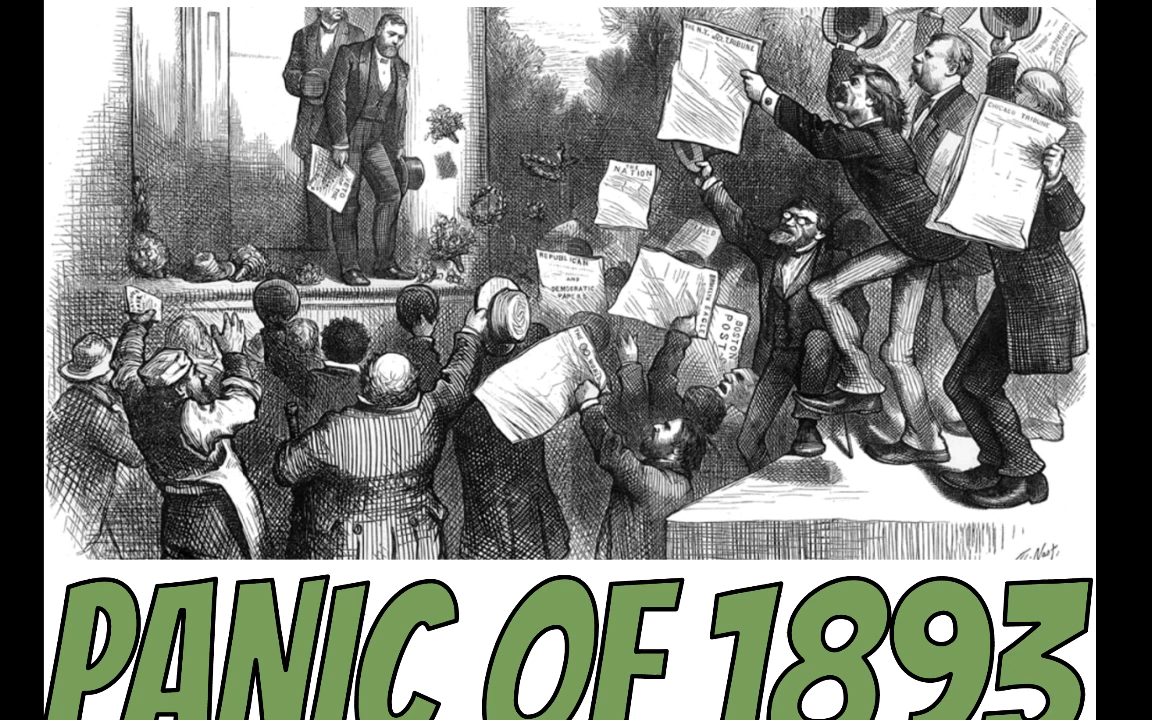 THE N.Y. TRIBUNE
CHICAGO TRIBUNE
THE
NATION
VETO
REPUBLICAN
AND
DEMOCRATIC
PAPERS
BROOKLYN EAGLE
BOSTON
POST
Th. Nast.
PANIC OF 1893